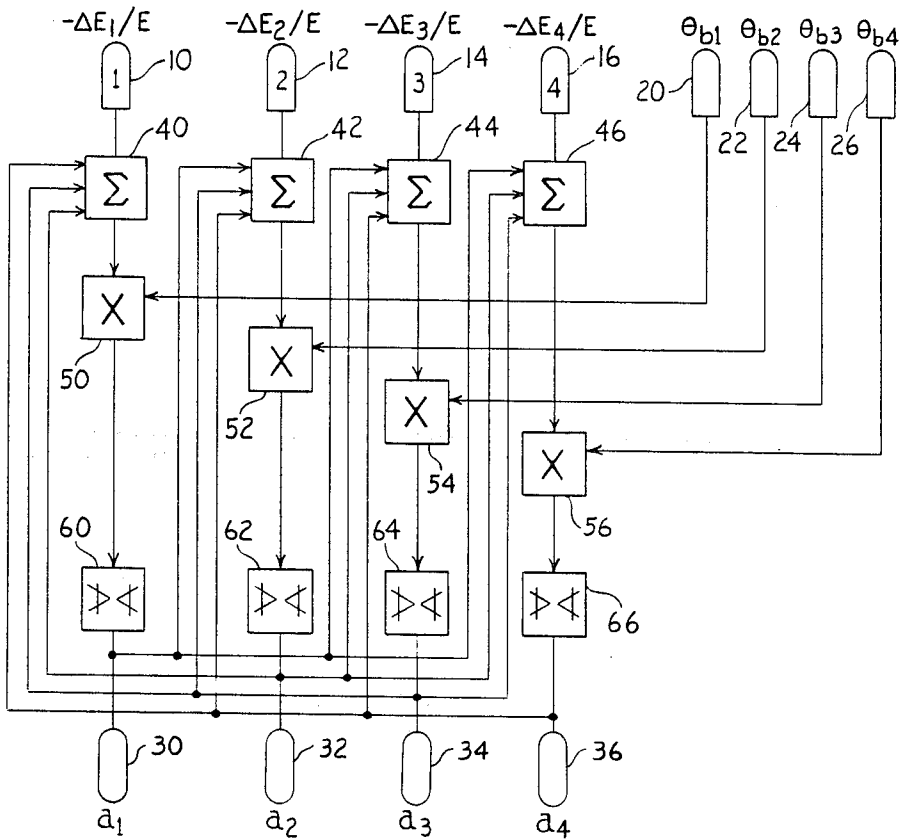 -ΔE₁/E -ΔE₂/E -ΔE₃/E -ΔE₄/E θb1 θb2 θb3 θb4
1 10 2 12 3 14 4 16 20 22 24 26
40 42 44 46
Σ Σ Σ Σ
X 50
X 52
X 54
X 56
60 62 64 66
30 32 34 36
a₁ a₂ a₃ a₄